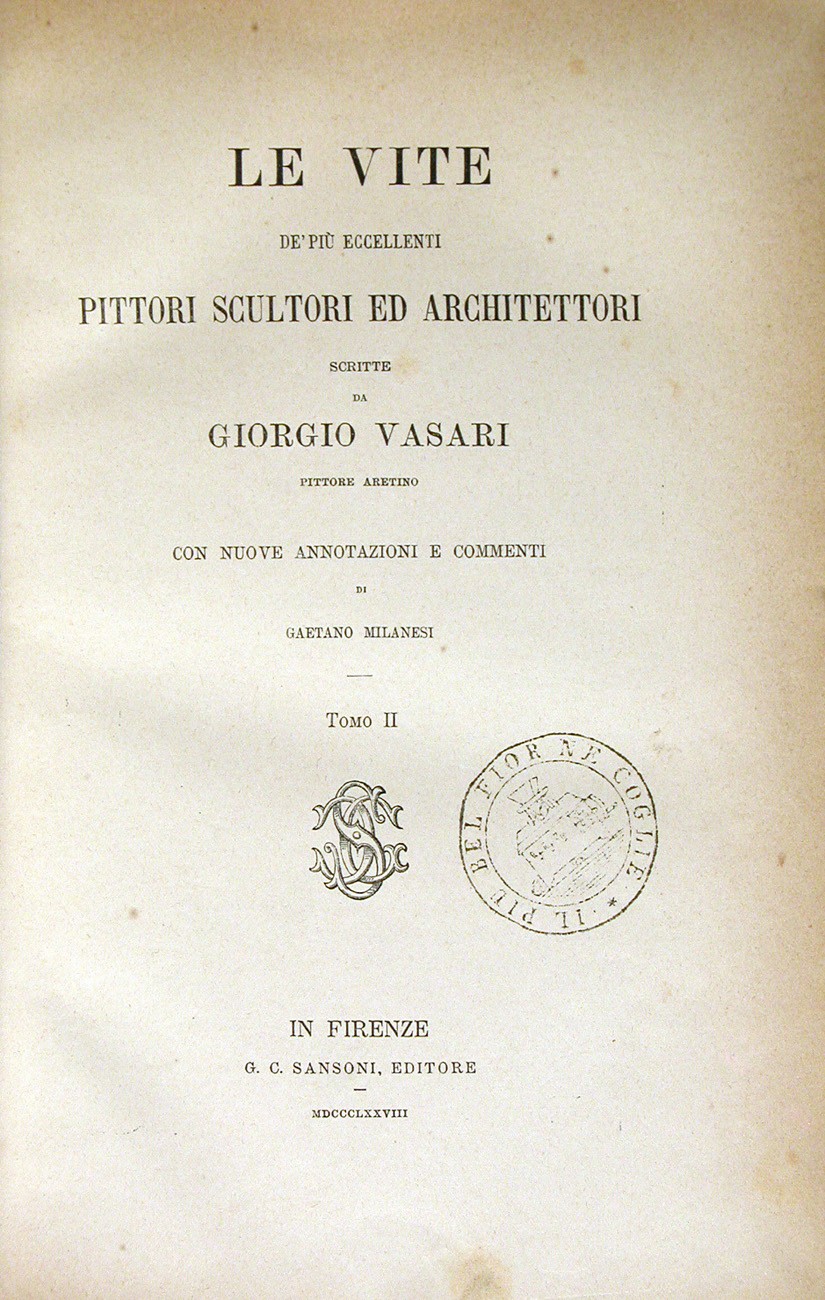 LE VITE
DE' PIÙ ECCELLENTI
PITTORI SCULTORI ED ARCHITETTORI
SCRITTE
DA
GIORGIO VASARI
PITTORE ARETINO
CON NUOVE ANNOTAZIONI E COMMENTI
DI
GAETANO MILANESI
TOMO II
IL PIÙ BEL FIOR NE COGLIE *
IN FIRENZE
G. C. SANSONI, EDITORE
MDCCCLXXVIII